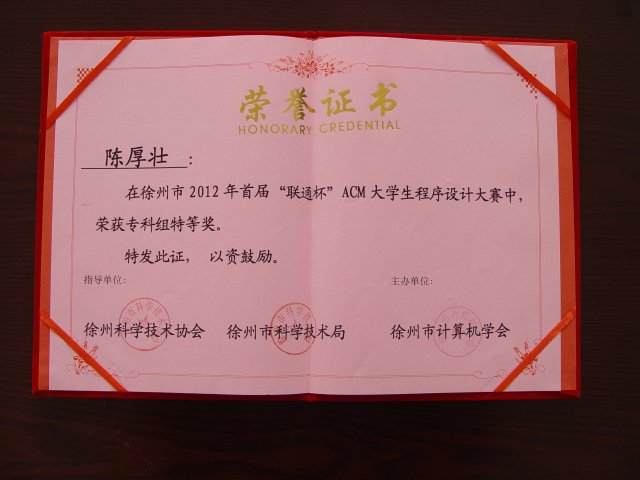 荣誉证书
HONORARY CREDENTIAL
陈厚壮 :
在徐州市2012年首届“联通杯”ACM大学生程序设计大赛中，
荣获专科组特等奖。
特发此证， 以资鼓励。
指导单位: 主办单位:
徐州科学技术协会 徐州市科学技术局 徐州市计算机学会